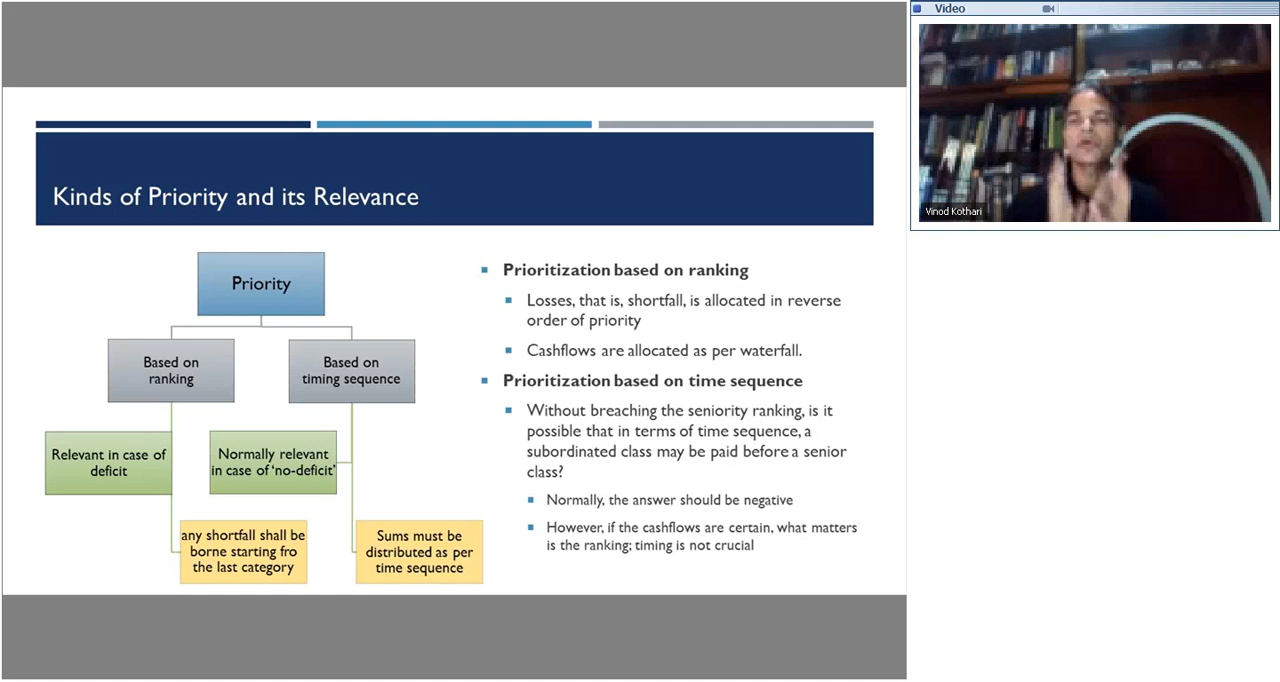 Video
Vinod Kothari
Kinds of Priority and its Relevance
Priority
Based on
ranking
Based on
timing sequence
Relevant in case of
deficit
Normally relevant
in case of ‘no-deficit’
any shortfall shall be
borne starting fro
the last category
Sums must be
distributed as per
time sequence
Prioritization based on ranking
Losses, that is, shortfall, is allocated in reverse
order of priority
Cashflows are allocated as per waterfall.
Prioritization based on time sequence
Without breaching the seniority ranking, is it
possible that in terms of time sequence, a
subordinated class may be paid before a senior
class?
Normally, the answer should be negative
However, if the cashflows are certain, what matters
is the ranking; timing is not crucial